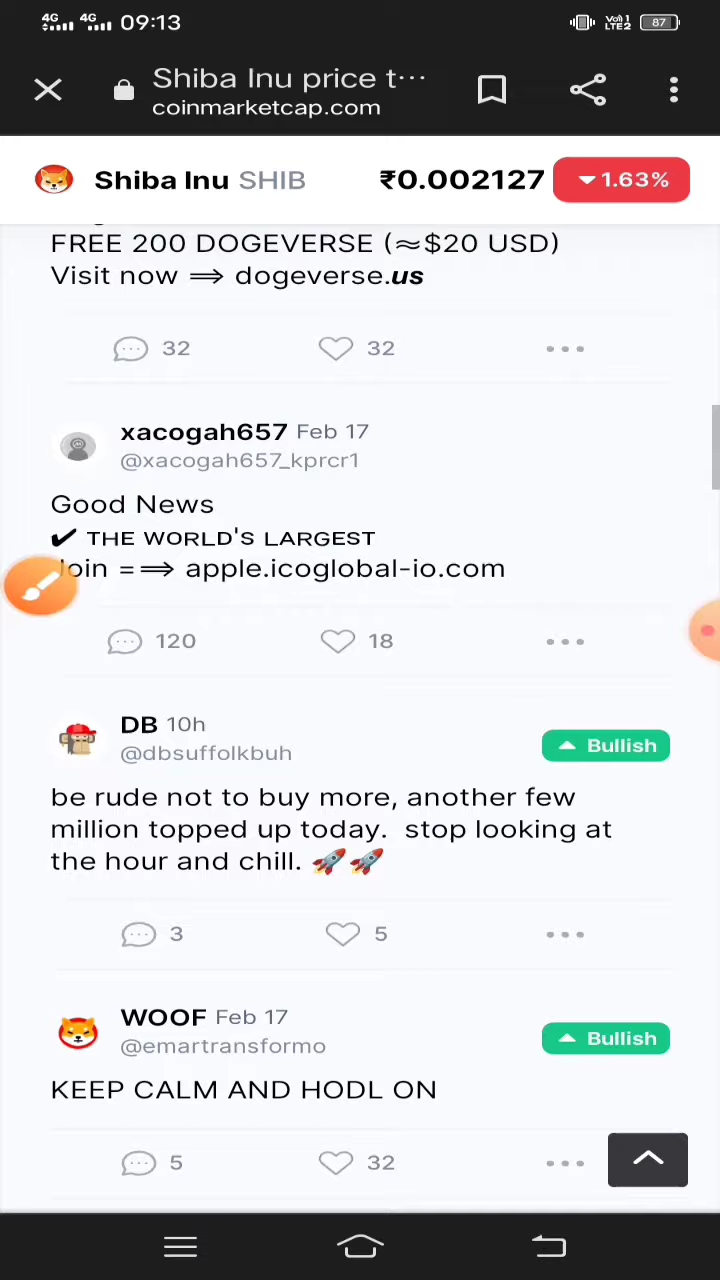 4G 4G 09:13 Vo) 1 LTE2 87
Shiba Inu price t···
coinmarketcap.com
Shiba Inu SHIB ₹0.002127 1.63%
FREE 200 DOGEVERSE (≈$20 USD)
Visit now ⟹ dogeverse.us
32 32
xacogah657 Feb 17
@xacogah657_kprcr1
Good News
✔ THE WORLD'S LARGEST
Join =⟹ apple.icoglobal-io.com
120 18
DB 10h
@dbsuffolkbuh Bullish
be rude not to buy more, another few
million topped up today. stop looking at
the hour and chill. 🚀🚀
3 5
WOOF Feb 17
@emartransformo Bullish
KEEP CALM AND HODL ON
5 32